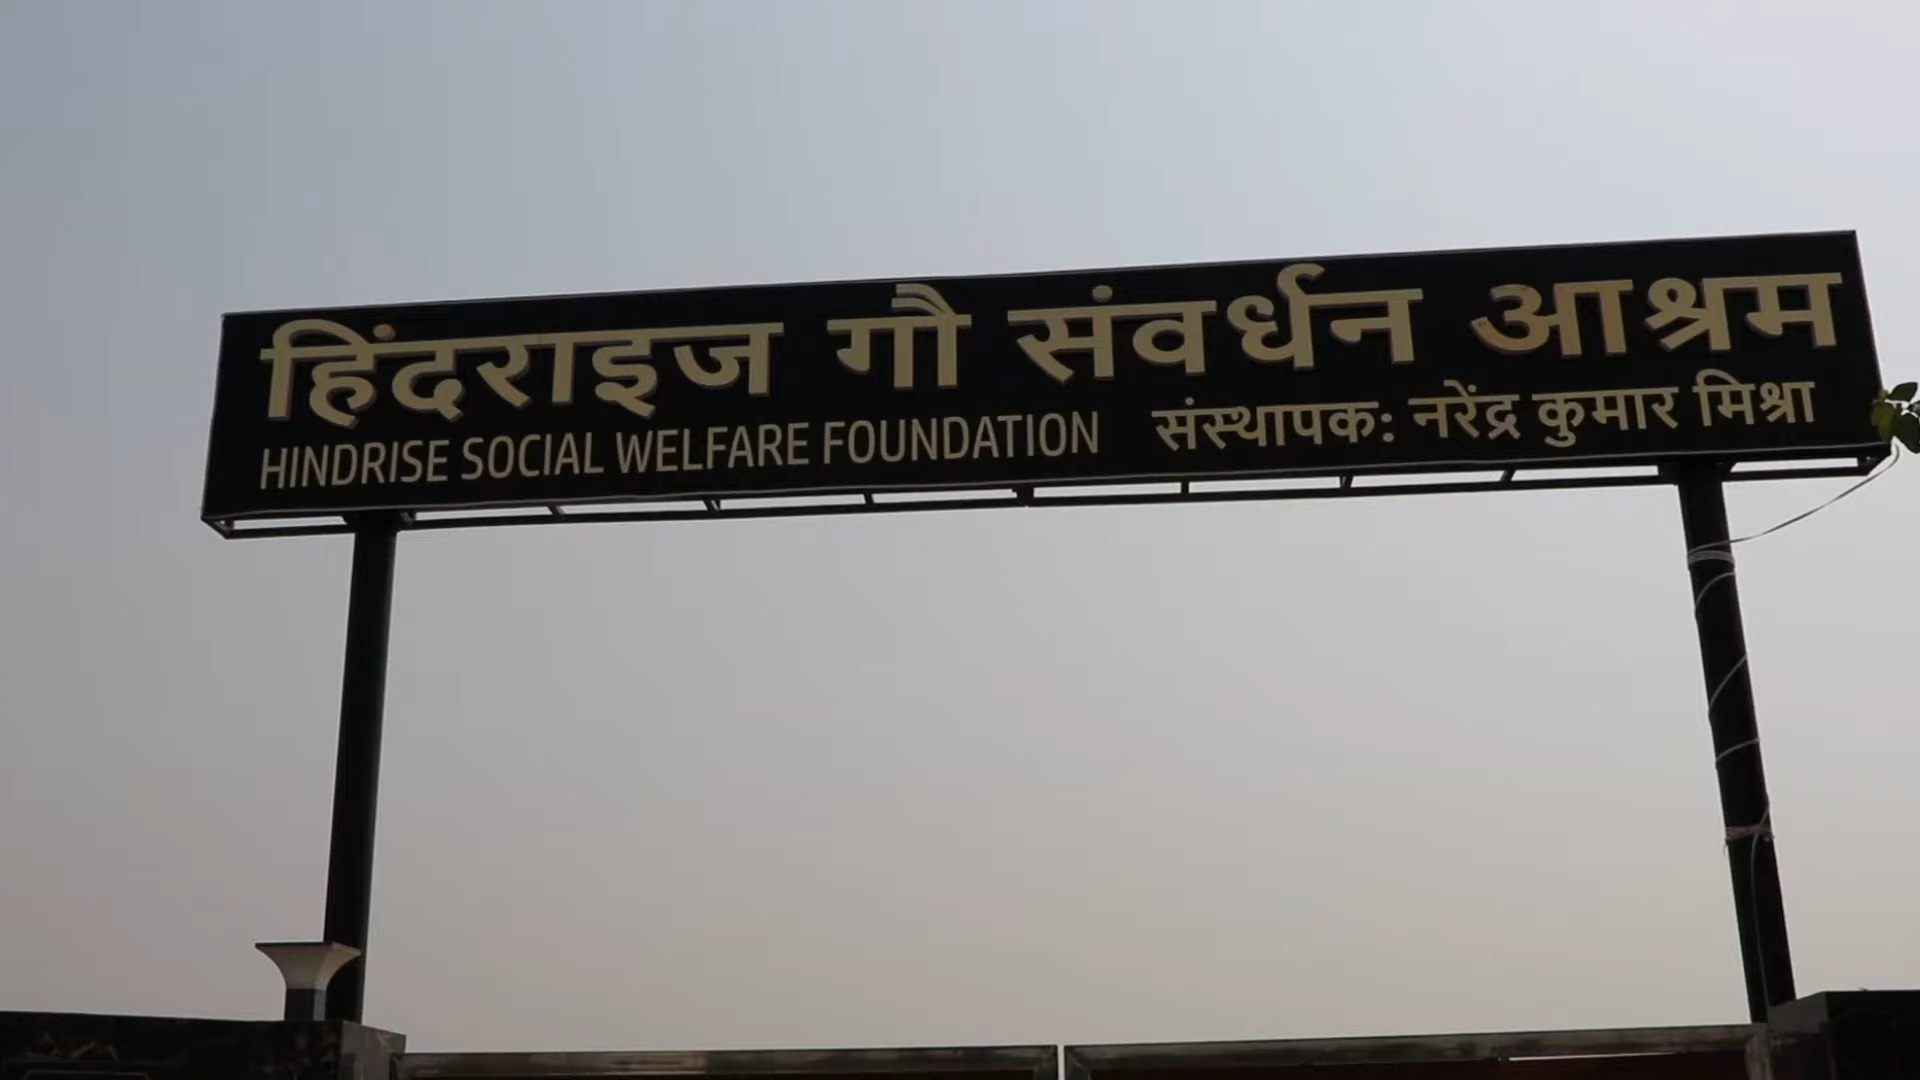 हिंदराइज गौ संवर्धन आश्रम
HINDRISE SOCIAL WELFARE FOUNDATION संस्थापक: नरेंद्र कुमार मिश्रा